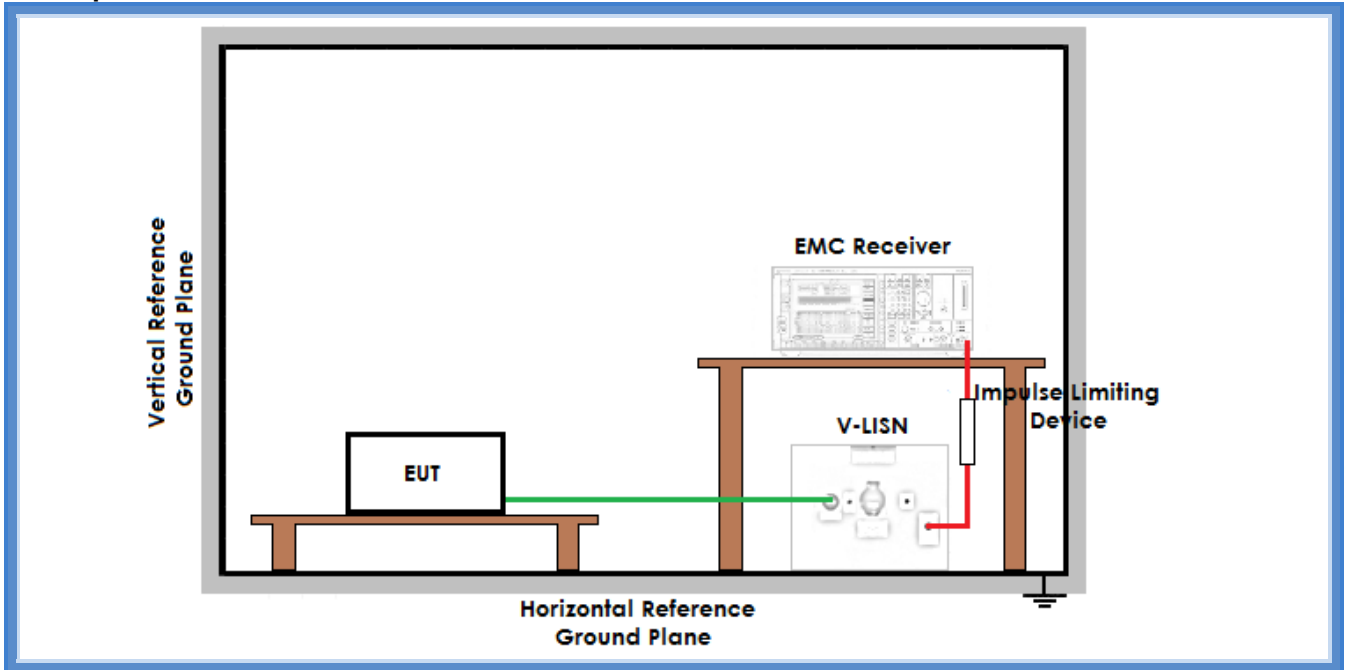 Vertical Reference
Ground Plane
EMC Receiver
Impulse Limiting
Device
V-LISN
EUT
Horizontal Reference
Ground Plane